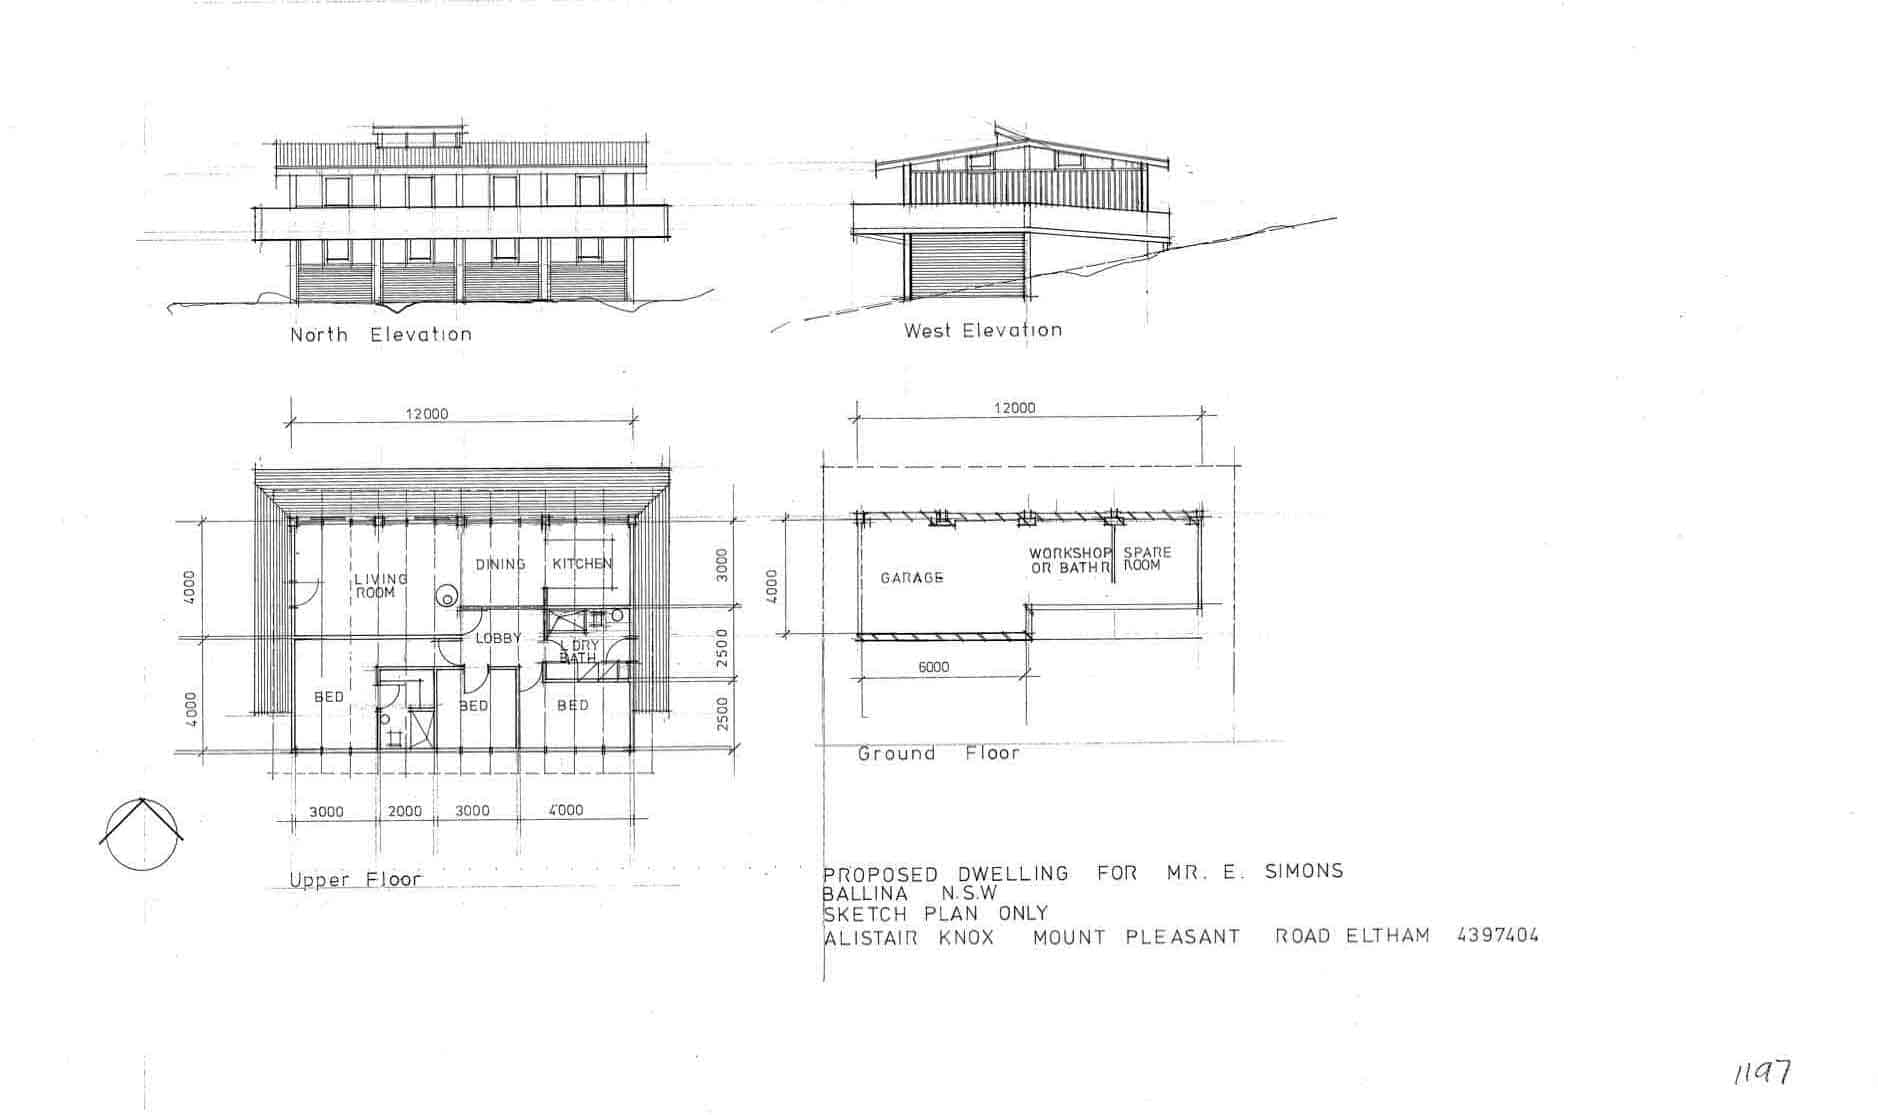 North Elevation
West Elevation
12000
12000
4000
4000
3000
2500
2500
LIVING
ROOM
DINING
KITCHEN
LOBBY
L'DRY
BATH
BED
BED
BED
3000
2000
3000
4000
Upper Floor
4000
GARAGE
WORKSHOP
OR BATHR
SPARE
ROOM
6000
Ground Floor
PROPOSED DWELLING FOR MR. E. SIMONS
BALLINA N.S.W
SKETCH PLAN ONLY
ALISTAIR KNOX MOUNT PLEASANT ROAD ELTHAM 4397404
1197